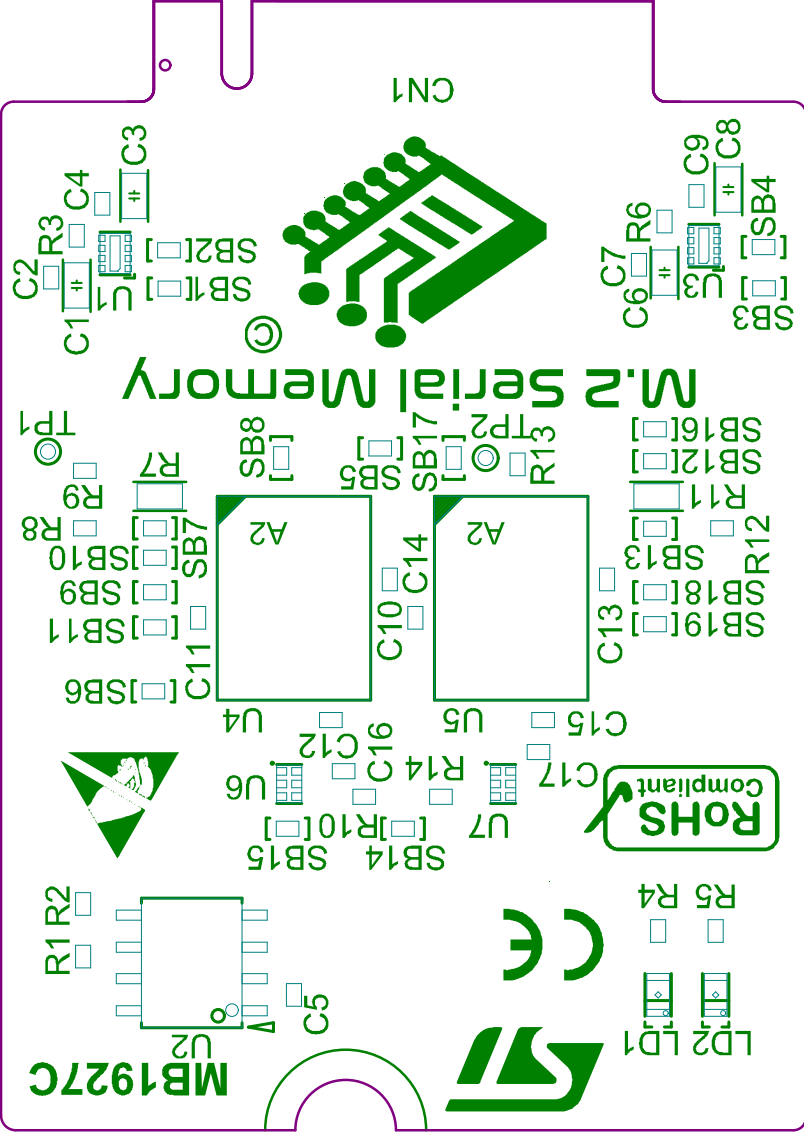 CN1
C3
C8
C4
C9
R3
SB4
R6
SB2
C2
SB1
U1
C7
U3
C6
SB3
C1
©
M.2 Serial Memory
TP1
SB8
SB17
TP2
SB16
R7
SB5
R13
SB12
R9
R11
R8
SB7
A2
A2
R12
SB10
C14
SB13
SB9
SB18
SB11
C10
C13
SB19
C11
SB6
U4
U5
C15
C12
C16
R14
C17
U6
Compliant
RoHS
R10
U7
SB15
SB14
R2
R4
R5
R1
CE
C5
U2
LD1
LD2
MB1927C
ST